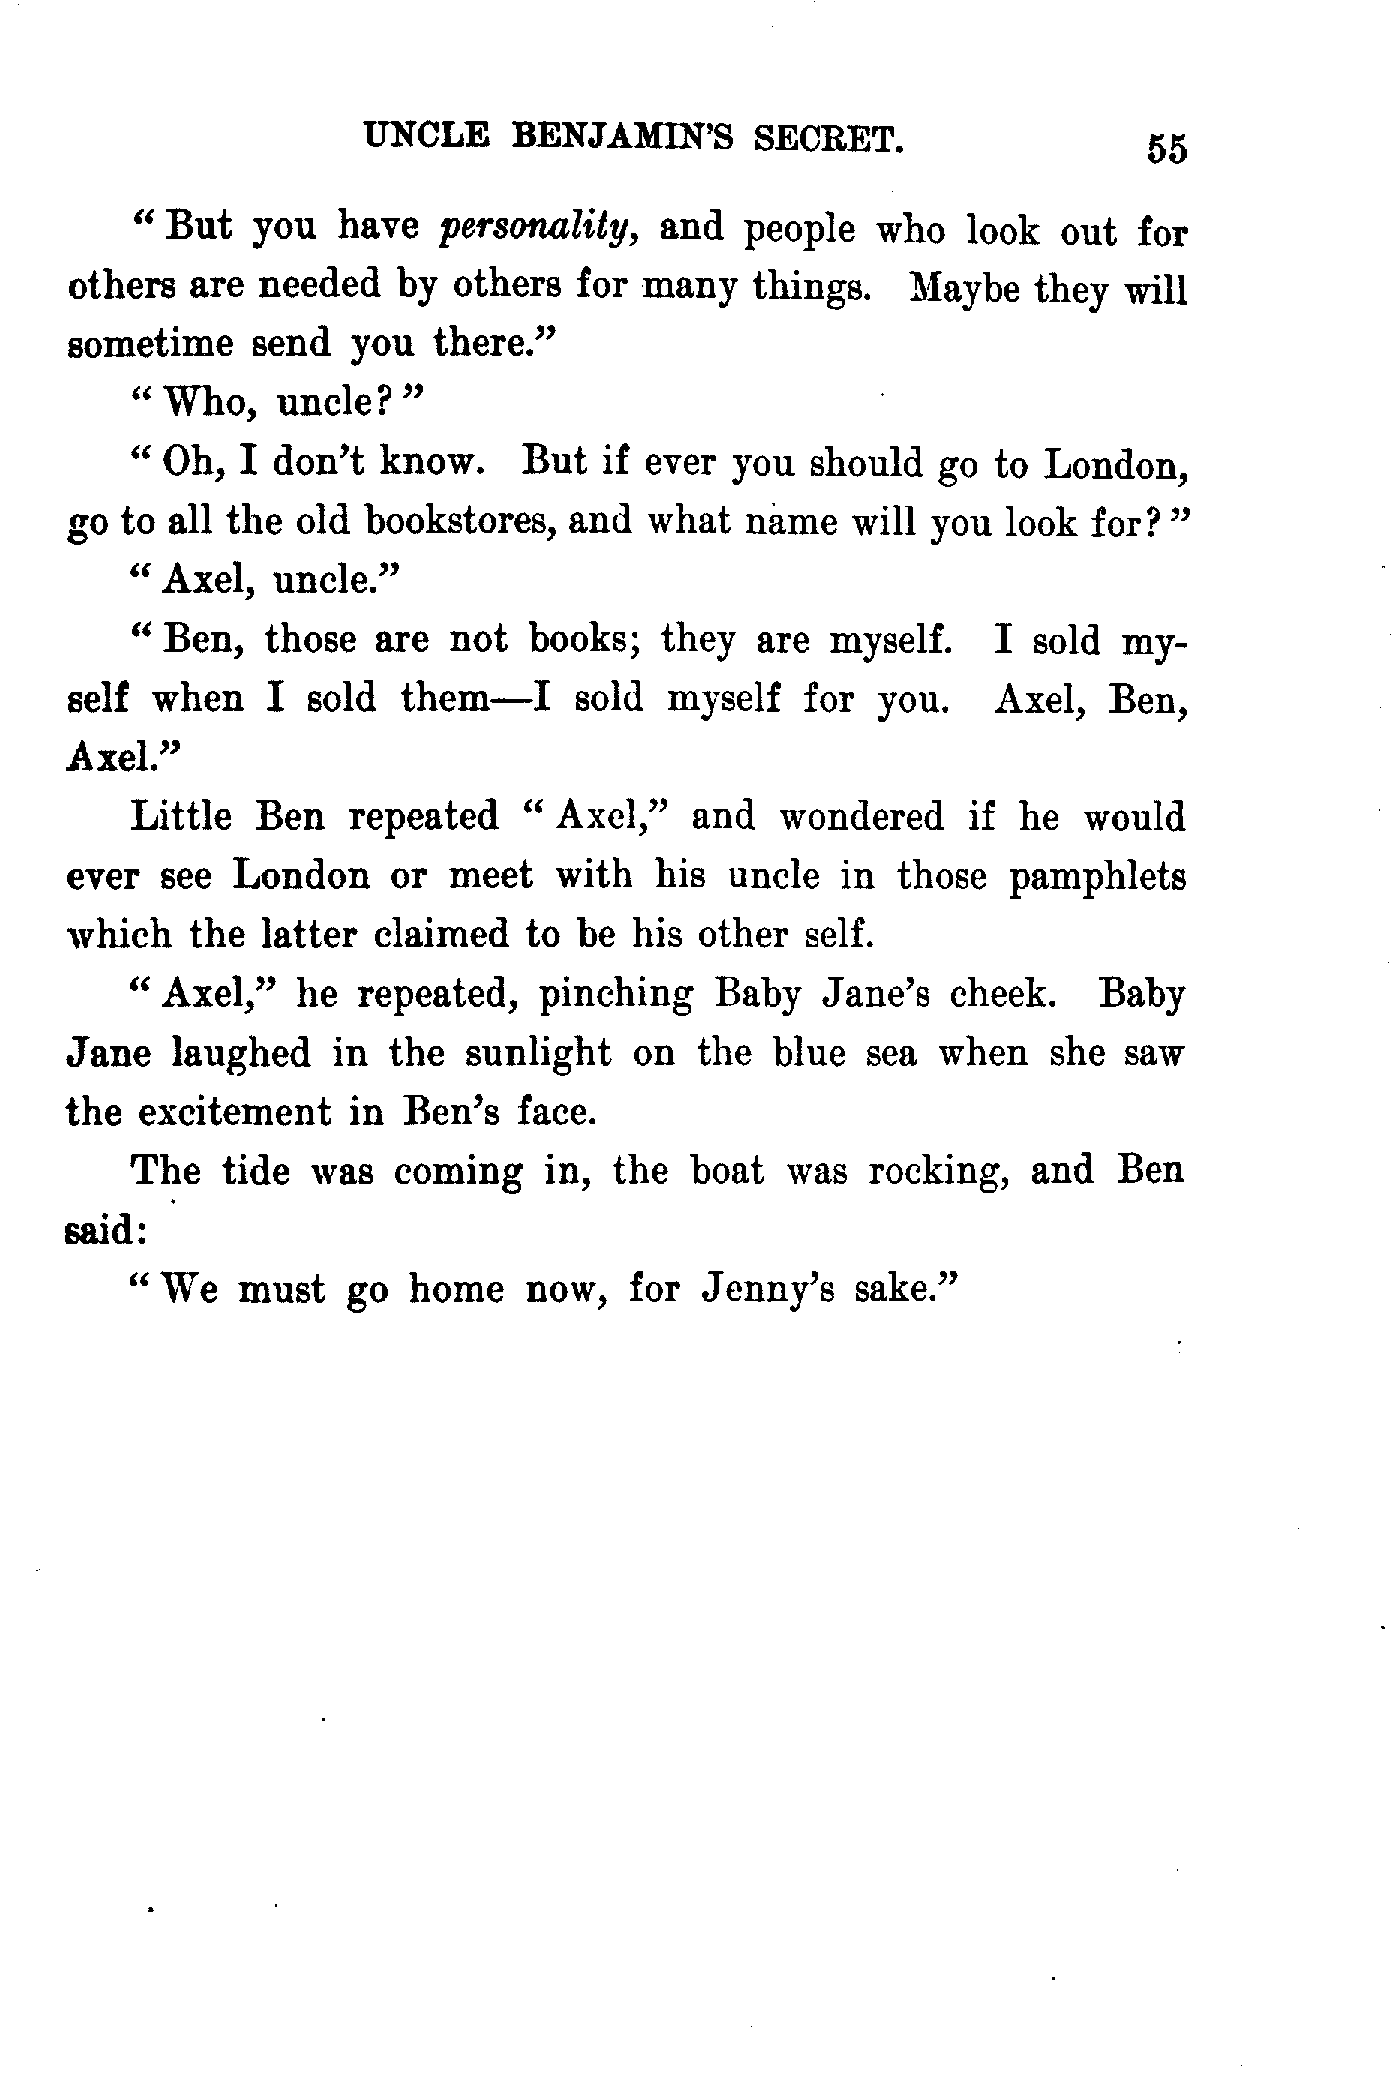 UNCLE BENJAMIN'S SECRET. 55
“ But you have personality, and people who look out for
others are needed by others for many things. Maybe they will
sometime send you there.”
“ Who, uncle? ”
“ Oh, I don't know. But if ever you should go to London,
go to all the old bookstores, and what name will you look for? ”
“ Axel, uncle.”
“ Ben, those are not books; they are myself. I sold my-
self when I sold them—I sold myself for you. Axel, Ben,
Axel.”
Little Ben repeated “ Axel,” and wondered if he would
ever see London or meet with his uncle in those pamphlets
which the latter claimed to be his other self.
“ Axel,” he repeated, pinching Baby Jane's cheek. Baby
Jane laughed in the sunlight on the blue sea when she saw
the excitement in Ben's face.
The tide was coming in, the boat was rocking, and Ben
said:
“ We must go home now, for Jenny's sake.”